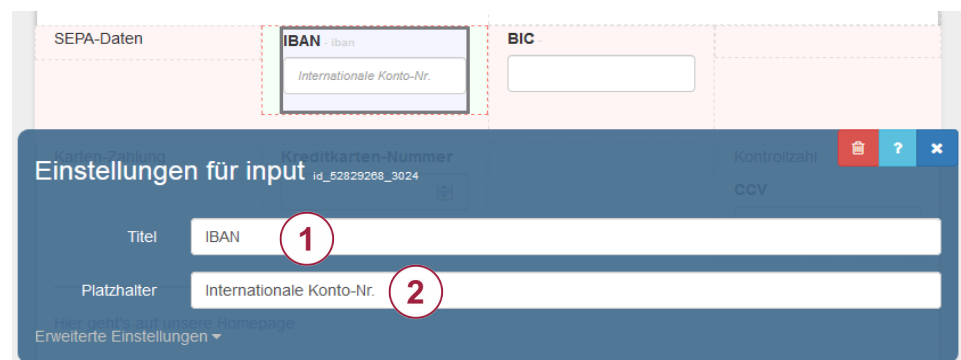 SEPA-Daten
IBAN - iban
BIC -
Internationale Konto-Nr.
Karten-Zahlung
Kreditkarten-Nummer
Kontrollzahl
?
Einstellungen für input id_52829268_3024
CCV
Titel
IBAN
1
Platzhalter
Internationale Konto-Nr.
2
Hier geht's auf unsere Homepage
Erweiterte Einstellungen